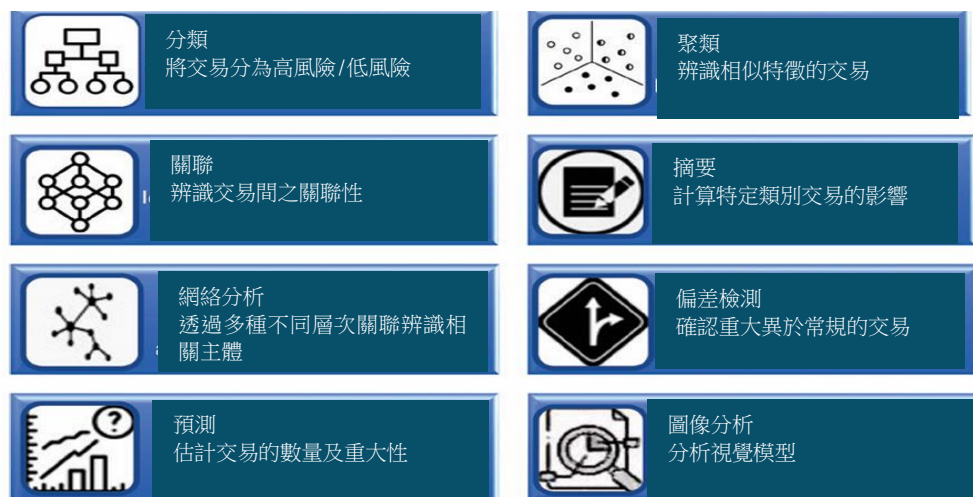 分類
將交易分為高風險/低風險
聚類
辨識相似特徵的交易
關聯
辨識交易間之關聯性
摘要
計算特定類別交易的影響
網絡分析
透過多種不同層次關聯辨識相
關主體
偏差檢測
確認重大異於常規的交易
預測
估計交易的數量及重大性
圖像分析
分析視覺模型
?